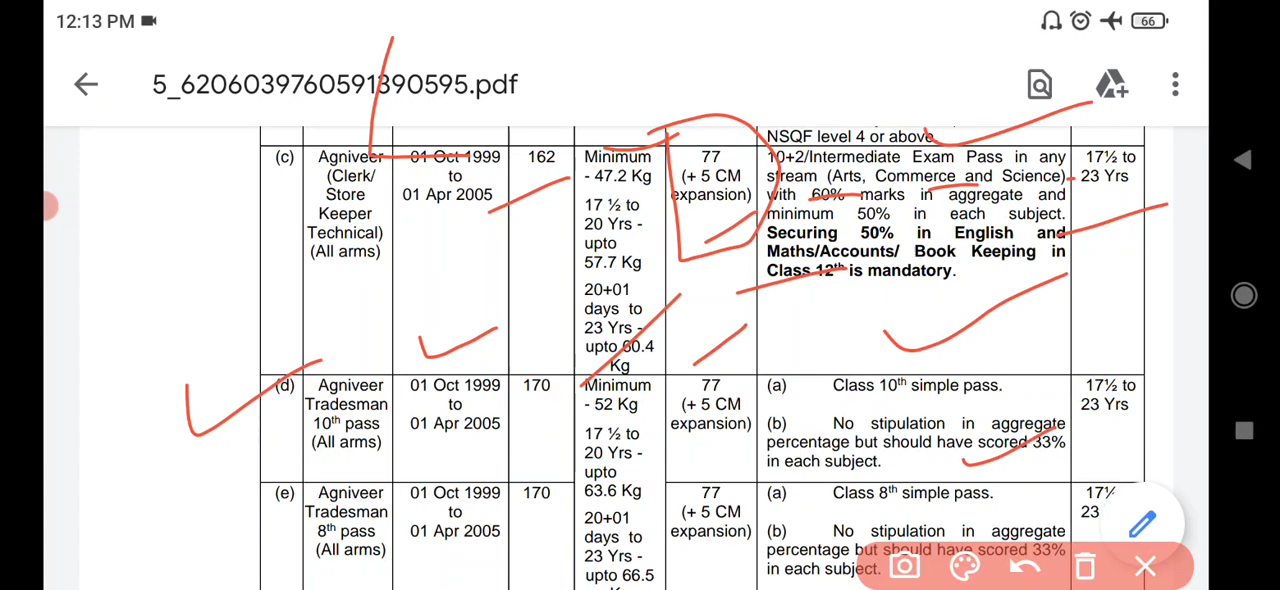 12:13 PM
66
5_6206039760591390595.pdf
NSQF level 4 or above
(c) Agniveer (Clerk/ Store Keeper Technical) (All arms)
01 Oct 1999 to 01 Apr 2005
162
Minimum - 47.2 Kg
17 ½ to 20 Yrs - upto 57.7 Kg
20+01 days to 23 Yrs - upto 60.4 Kg
77 (+ 5 CM expansion)
10+2/Intermediate Exam Pass in any
stream (Arts, Commerce and Science)
with 60% marks in aggregate and
minimum 50% in each subject.
Securing 50% in English and
Maths/Accounts/ Book Keeping in
Class 12th is mandatory.
17½ to 23 Yrs
(d) Agniveer Tradesman 10th pass (All arms)
01 Oct 1999 to 01 Apr 2005
170
Minimum - 52 Kg
17 ½ to 20 Yrs - upto 63.6 Kg
20+01 days to 23 Yrs - upto 66.5
77 (+ 5 CM expansion)
(a) Class 10th simple pass.
(b) No stipulation in aggregate
percentage but should have scored 33%
in each subject.
17½ to 23 Yrs
(e) Agniveer Tradesman 8th pass (All arms)
01 Oct 1999 to 01 Apr 2005
170
77 (+ 5 CM expansion)
(a) Class 8th simple pass.
(b) No stipulation in aggregate
percentage but should have scored 33%
in each subject.
23